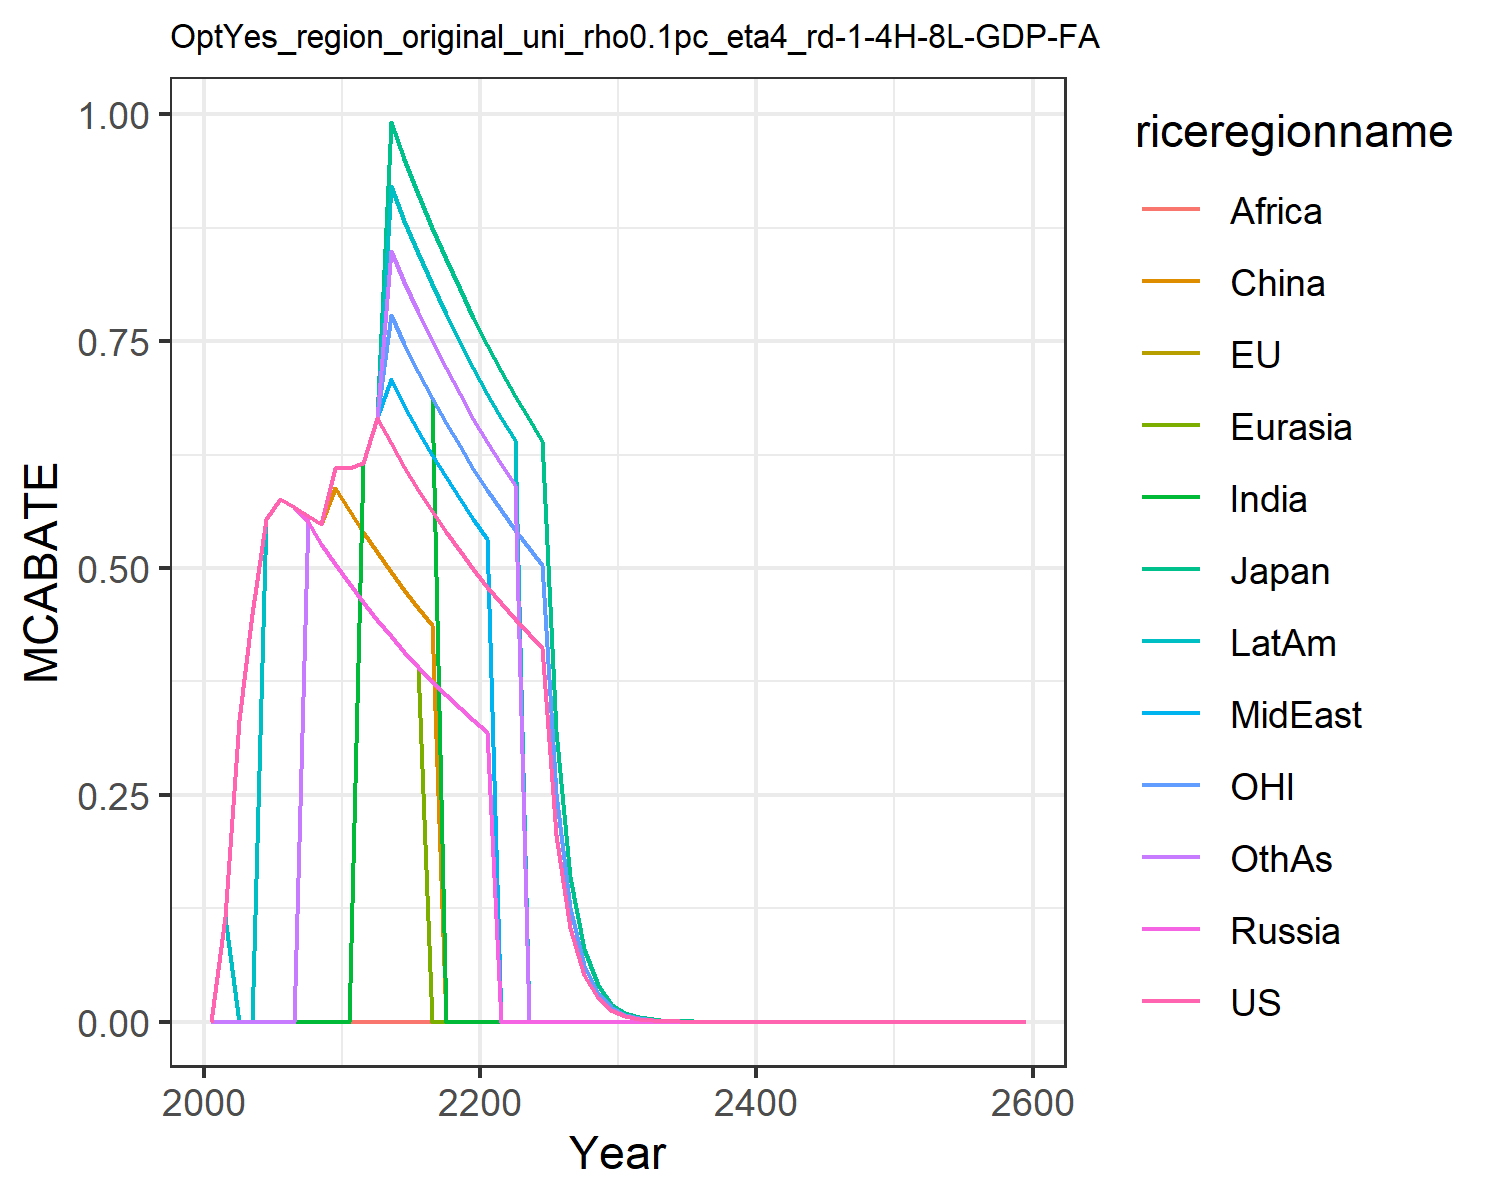 OptYes_region_original_uni_rho0.1pc_eta4_rd-1-4H-8L-GDP-FA
1.00
0.75
0.50
0.25
0.00
MCABATE
2000
2200
2400
2600
Year
riceregionname
Africa
China
EU
Eurasia
India
Japan
LatAm
MidEast
OHI
OthAs
Russia
US